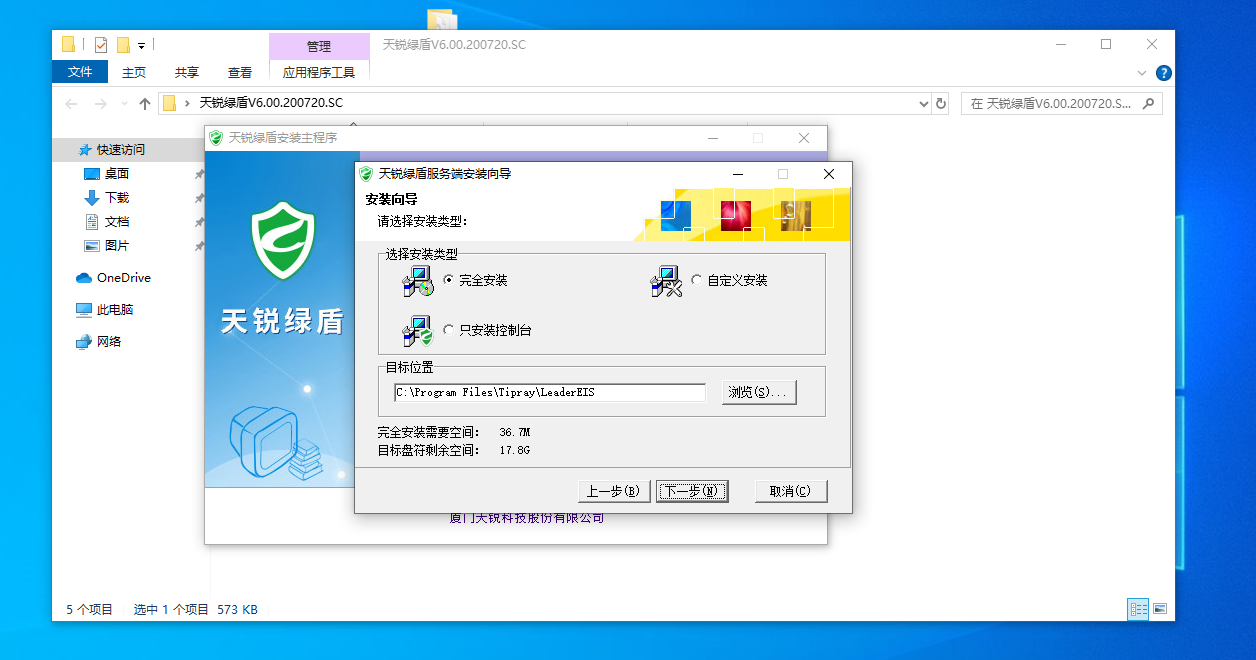 管理
天锐绿盾V6.00.200720.SC
文件
主页
共享
查看
应用程序工具
天锐绿盾V6.00.200720.SC
在 天锐绿盾V6.00.200720.S...
快速访问
桌面
下载
文档
图片
OneDrive
此电脑
网络
天锐绿盾安装主程序
天锐绿盾
天锐绿盾服务端安装向导
安装向导
请选择安装类型:
选择安装类型
完全安装
自定义安装
只安装控制台
目标位置
C:\Program Files\Tipray\LeaderEIS
浏览(S)...
完全安装需要空间: 36.7M
目标盘符剩余空间: 17.8G
上一步(B)
下一步(N)
取消(C)
厦门天锐科技股份有限公司
5 个项目
选中 1 个项目 573 KB